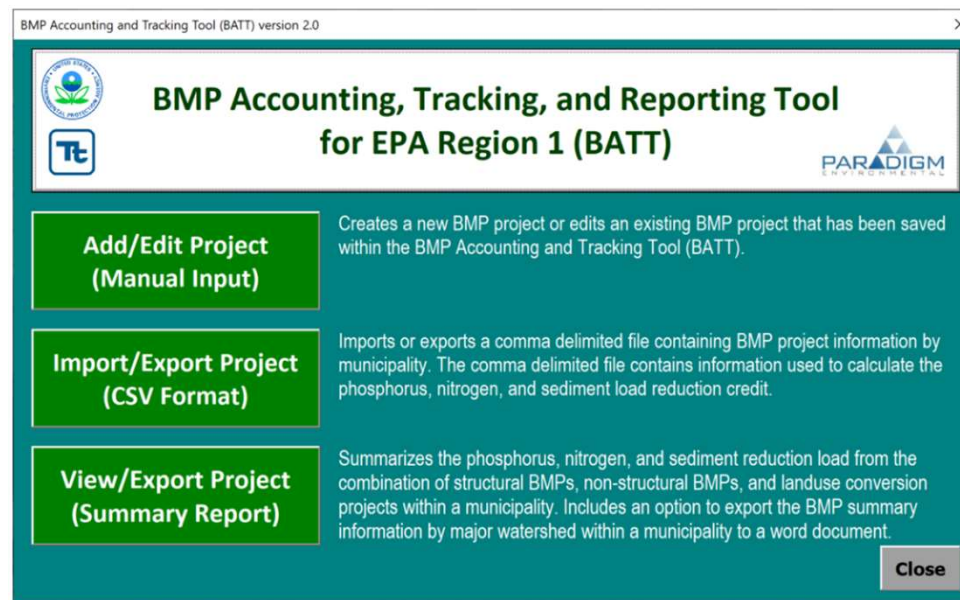 BMP Accounting and Tracking Tool (BATT) version 2.0
UNITED STATES
ENVIRONMENTAL PROTECTION
BMP Accounting, Tracking, and Reporting Tool
for EPA Region 1 (BATT)
Tt
PARADIGM
ENVIRONMENTAL
Add/Edit Project
(Manual Input)
Creates a new BMP project or edits an existing BMP project that has been saved
within the BMP Accounting and Tracking Tool (BATT).
Import/Export Project
(CSV Format)
Imports or exports a comma delimited file containing BMP project information by
municipality. The comma delimited file contains information used to calculate the
phosphorus, nitrogen, and sediment load reduction credit.
View/Export Project
(Summary Report)
Summarizes the phosphorus, nitrogen, and sediment reduction load from the
combination of structural BMPs, non-structural BMPs, and landuse conversion
projects within a municipality. Includes an option to export the BMP summary
information by major watershed within a municipality to a word document.
Close